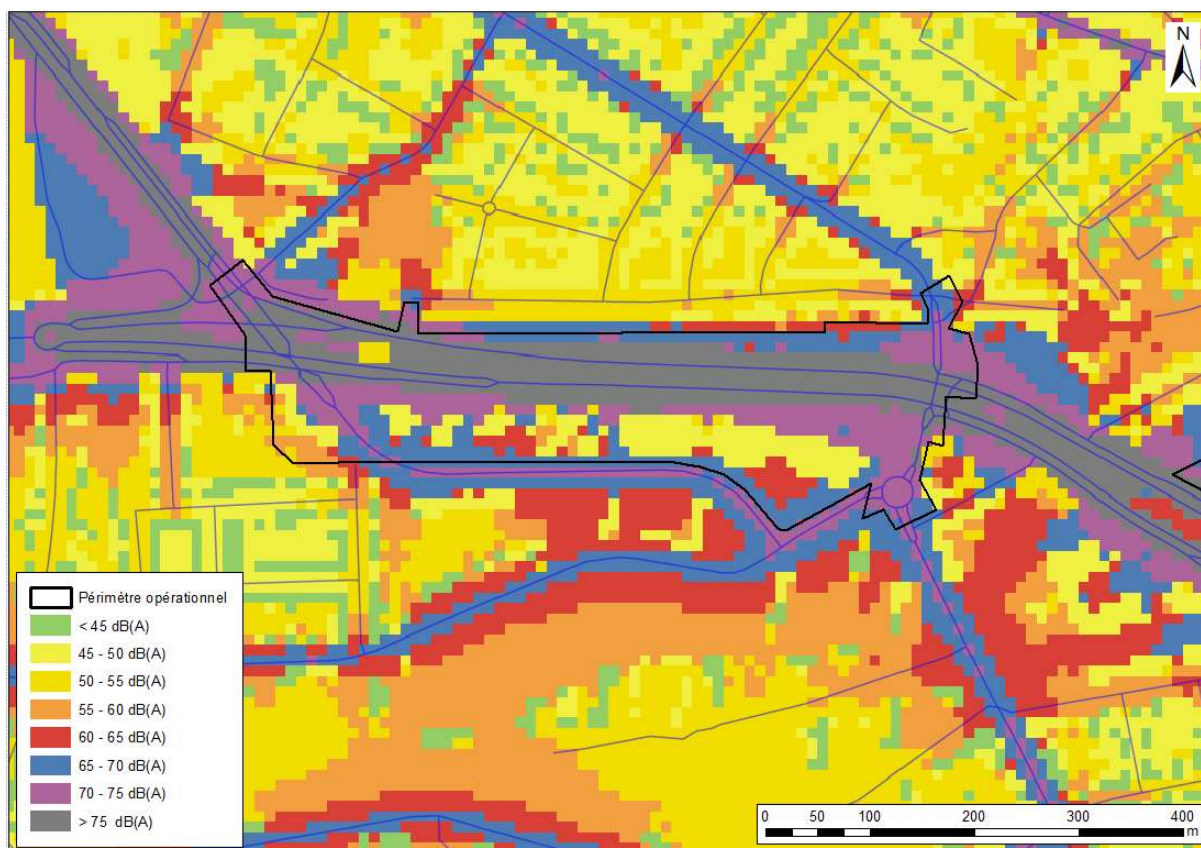 N
Périmètre opérationnel
< 45 dB(A)
45 - 50 dB(A)
50 - 55 dB(A)
55 - 60 dB(A)
60 - 65 dB(A)
65 - 70 dB(A)
70 - 75 dB(A)
> 75 dB(A)
0 50 100 200 300 400
m